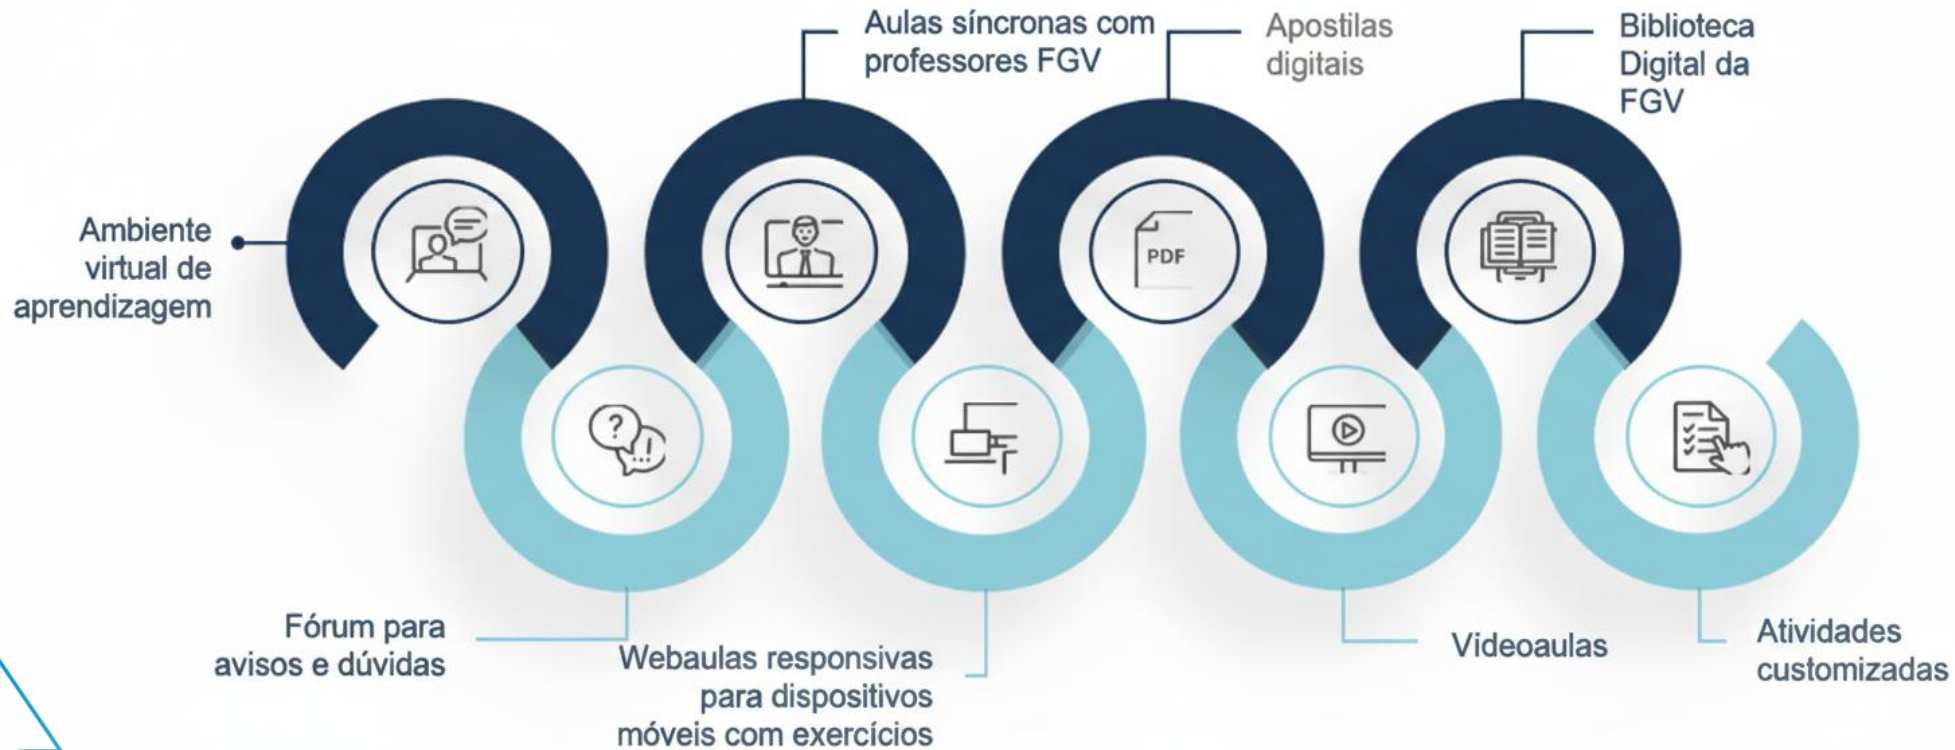 Aulas síncronas com
professores FGV
Apostilas
digitais
Biblioteca
Digital da
FGV
Ambiente
virtual de
aprendizagem
PDF
?
!
...
Fórum para
avisos e dúvidas
Webaulas responsivas
para dispositivos
móveis com exercícios
Vídeoaulas
Atividades
customizadas